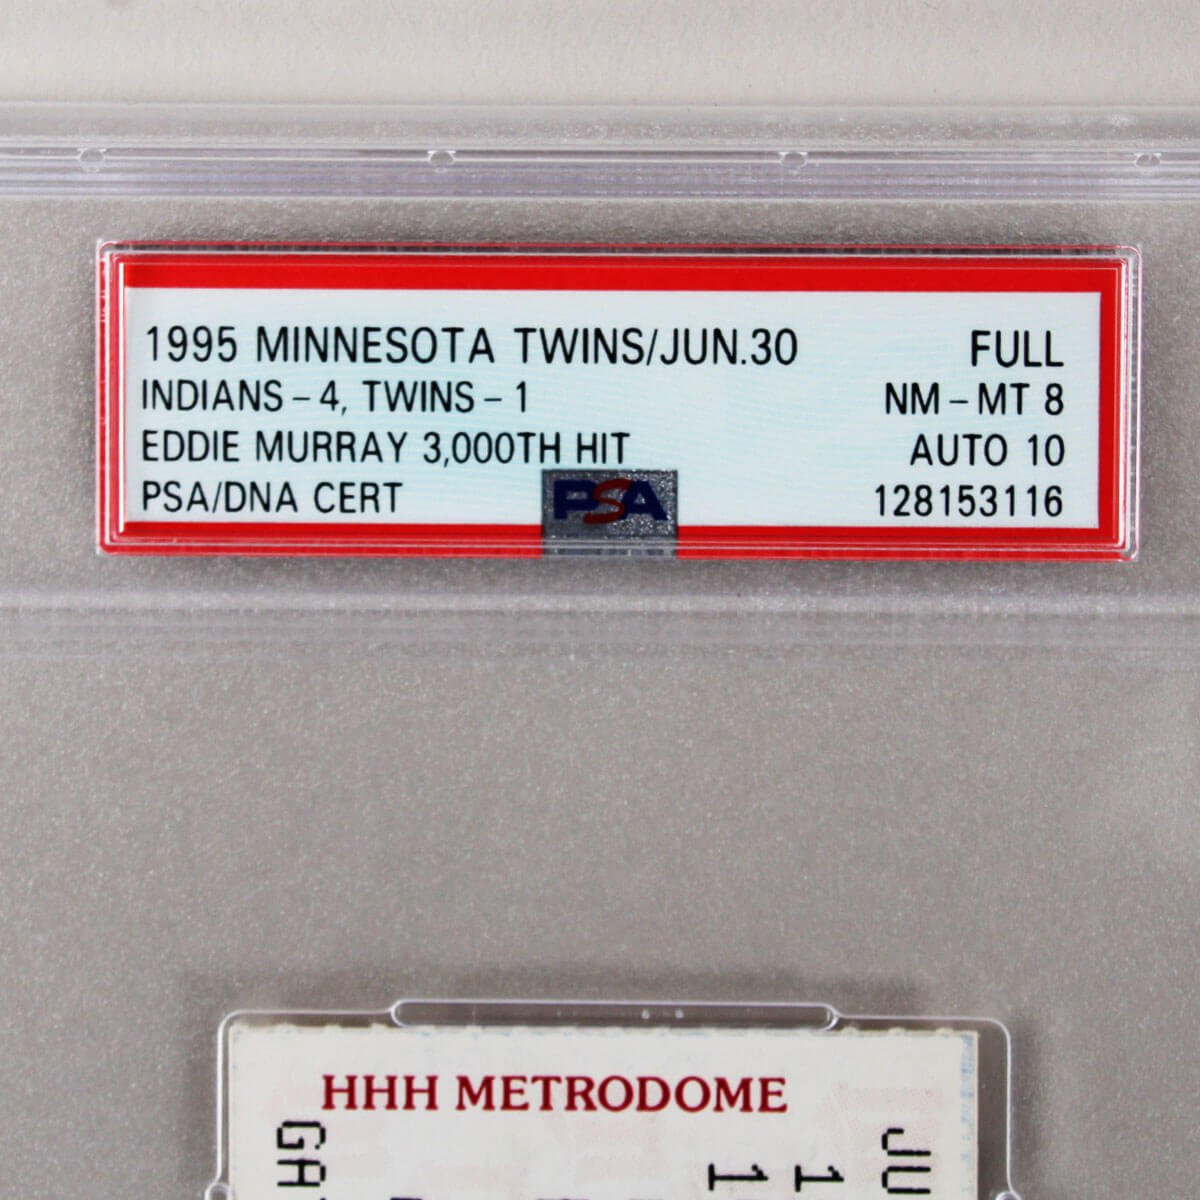 1995 MINNESOTA TWINS/JUN.30 FULL
INDIANS - 4, TWINS - 1 NM - MT 8
EDDIE MURRAY 3,000TH HIT AUTO 10
PSA/DNA CERT PSA 128153116
HHH METRODOME